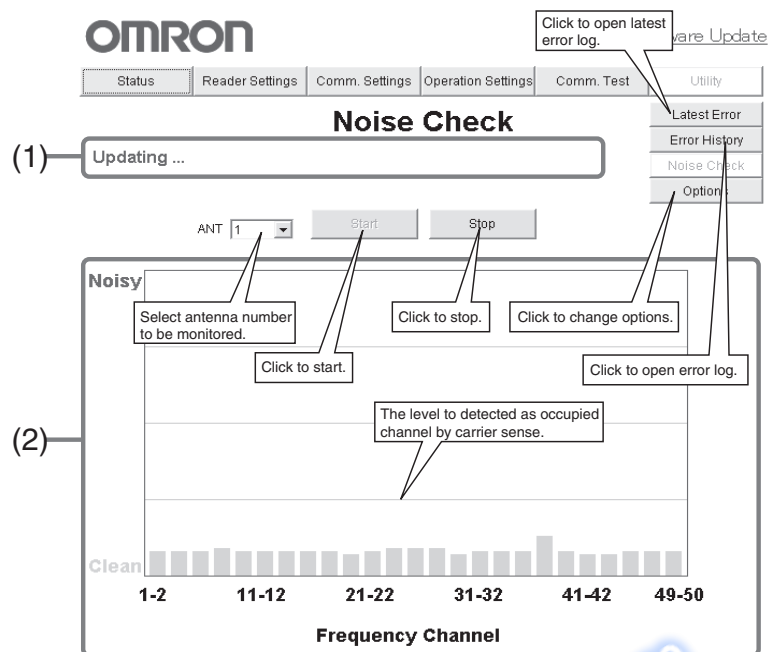 OMRON
Click to open latest
error log.
ware Update
Status
Reader Settings
Comm. Settings
Operation Settings
Comm. Test
Utility
Latest Error
Error History
Noise Check
Options
Noise Check
(1)
Updating ...
ANT
1
Start
Stop
(2)
Noisy
Select antenna number
to be monitored.
Click to start.
Click to stop.
Click to change options.
Click to open error log.
The level to detected as occupied
channel by carrier sense.
Clean
1-2
11-12
21-22
31-32
41-42
49-50
Frequency Channel